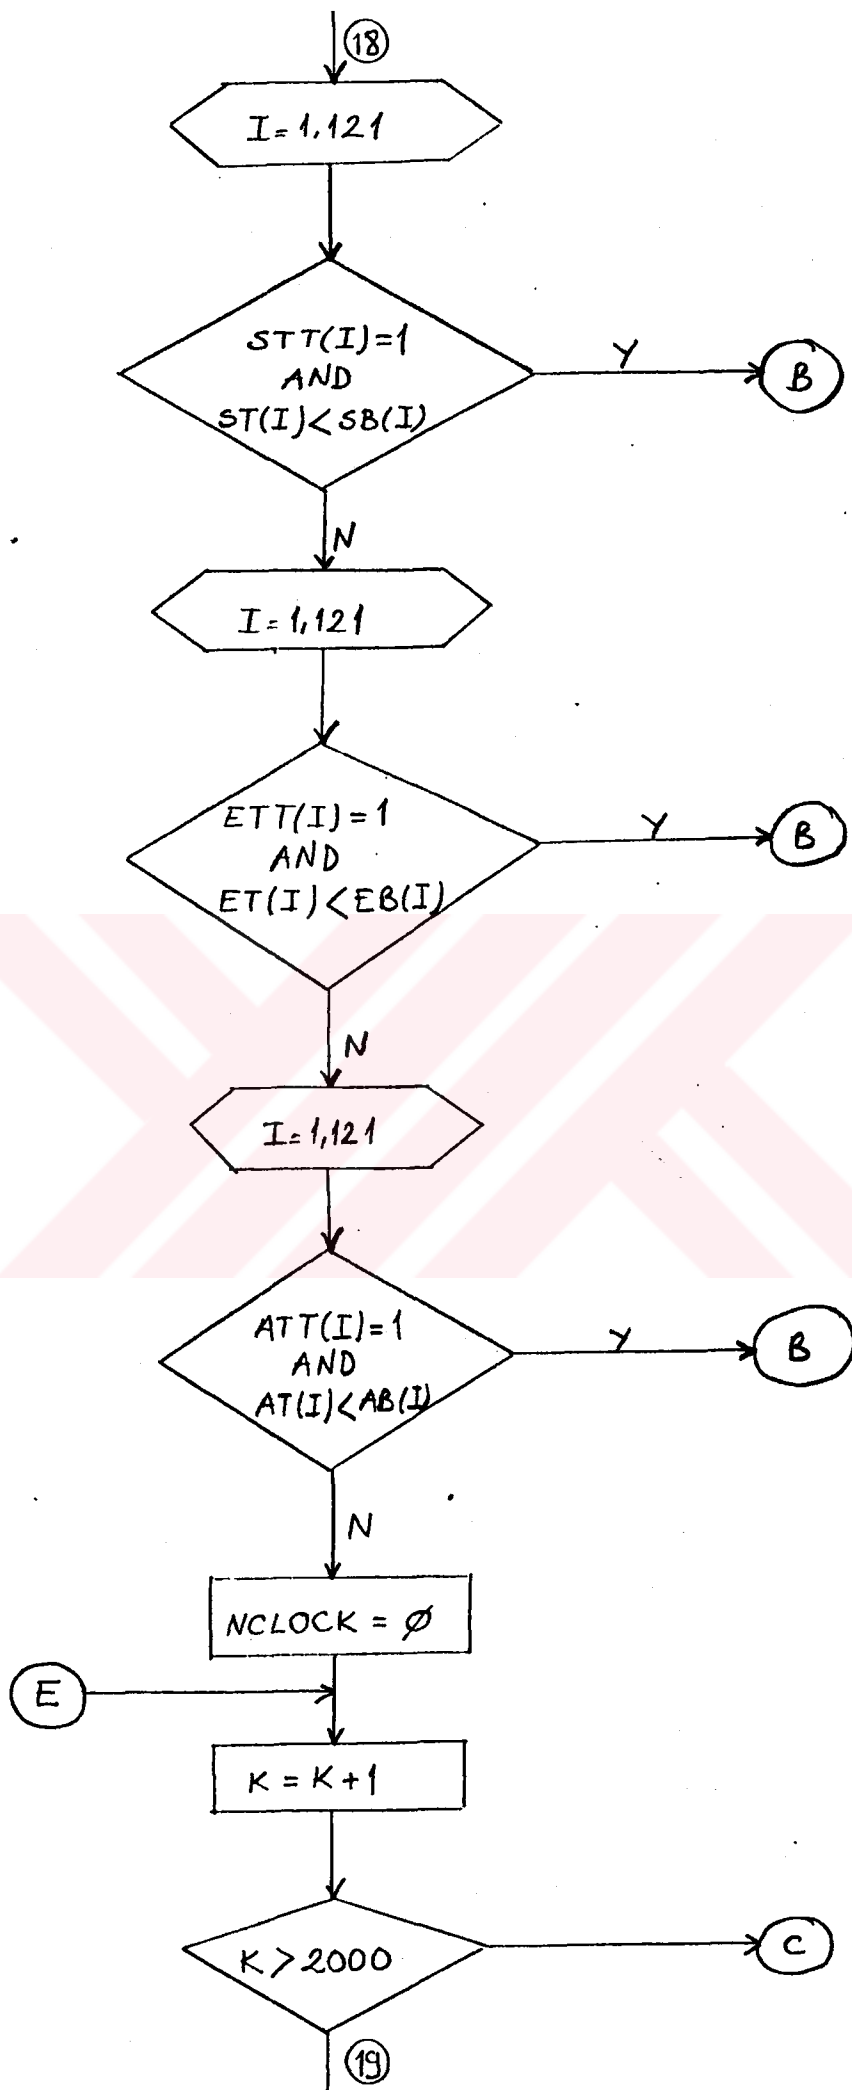 18
I=1,121
STT(I)=1
AND
ST(I)<SB(I)
Y
B
N
I=1,121
ETT(I)=1
AND
ET(I)<EB(I)
Y
B
N
I=1,121
ATT(I)=1
AND
AT(I)<AB(I)
Y
B
N
NCLOCK = Ø
E
K = K+1
K>2000
C
19